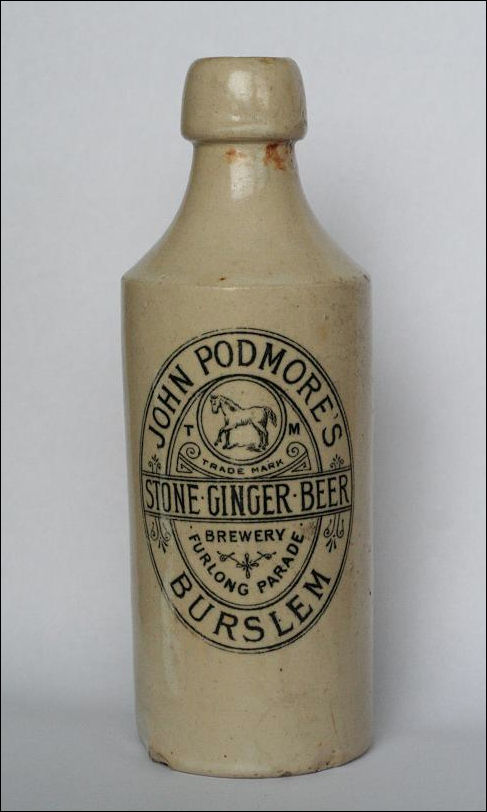 JOHN PODMORE'S
T M
TRADE MARK
STONE · GINGER · BEER
BREWERY
· FURLONG PARADE ·
BURSLEM